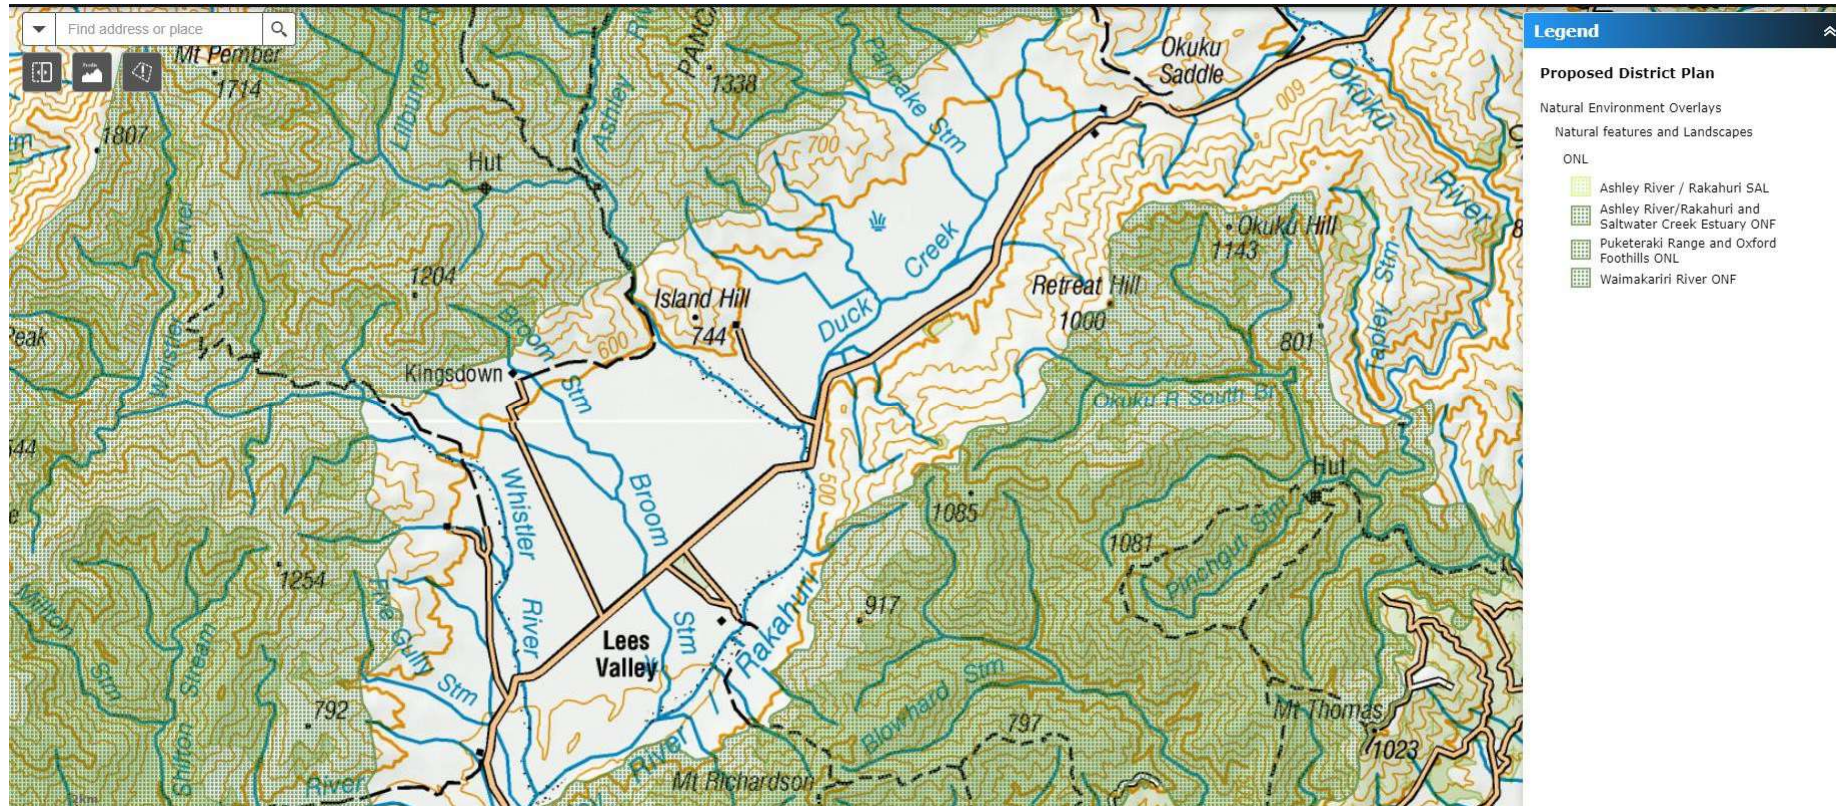 Find address or place
Mt Pember
1714
1807
Lilburne
Ashley
PANC
1338
Pancake Stm
Okuku
Saddle
Okuku
River
600
700
Hut
River
1204
Whistler
Peak
Kingsdown
Broom
Stm
600
Island Hill
744
Duck
Creek
Retreat Hill
1000
Okuku Hill
1143
801
Tapley Stm
700
Okuku R South Br
Hut
Pinchgut Stm
1081
1085
500
917
Rakahuri
Whistler
River
Broom
Stm
Lees
Valley
1254
Five Gully
Stm
Stream
Stm
792
River
River
Mt Richardson
Blowhard Stm
797
Mt Thomas
1023
2km
Legend
Proposed District Plan
Natural Environment Overlays
Natural features and Landscapes
ONL
Ashley River / Rakahuri SAL
Ashley River/Rakahuri and
Saltwater Creek Estuary ONF
Puketeraki Range and Oxford
Foothills ONL
Waimakariri River ONF